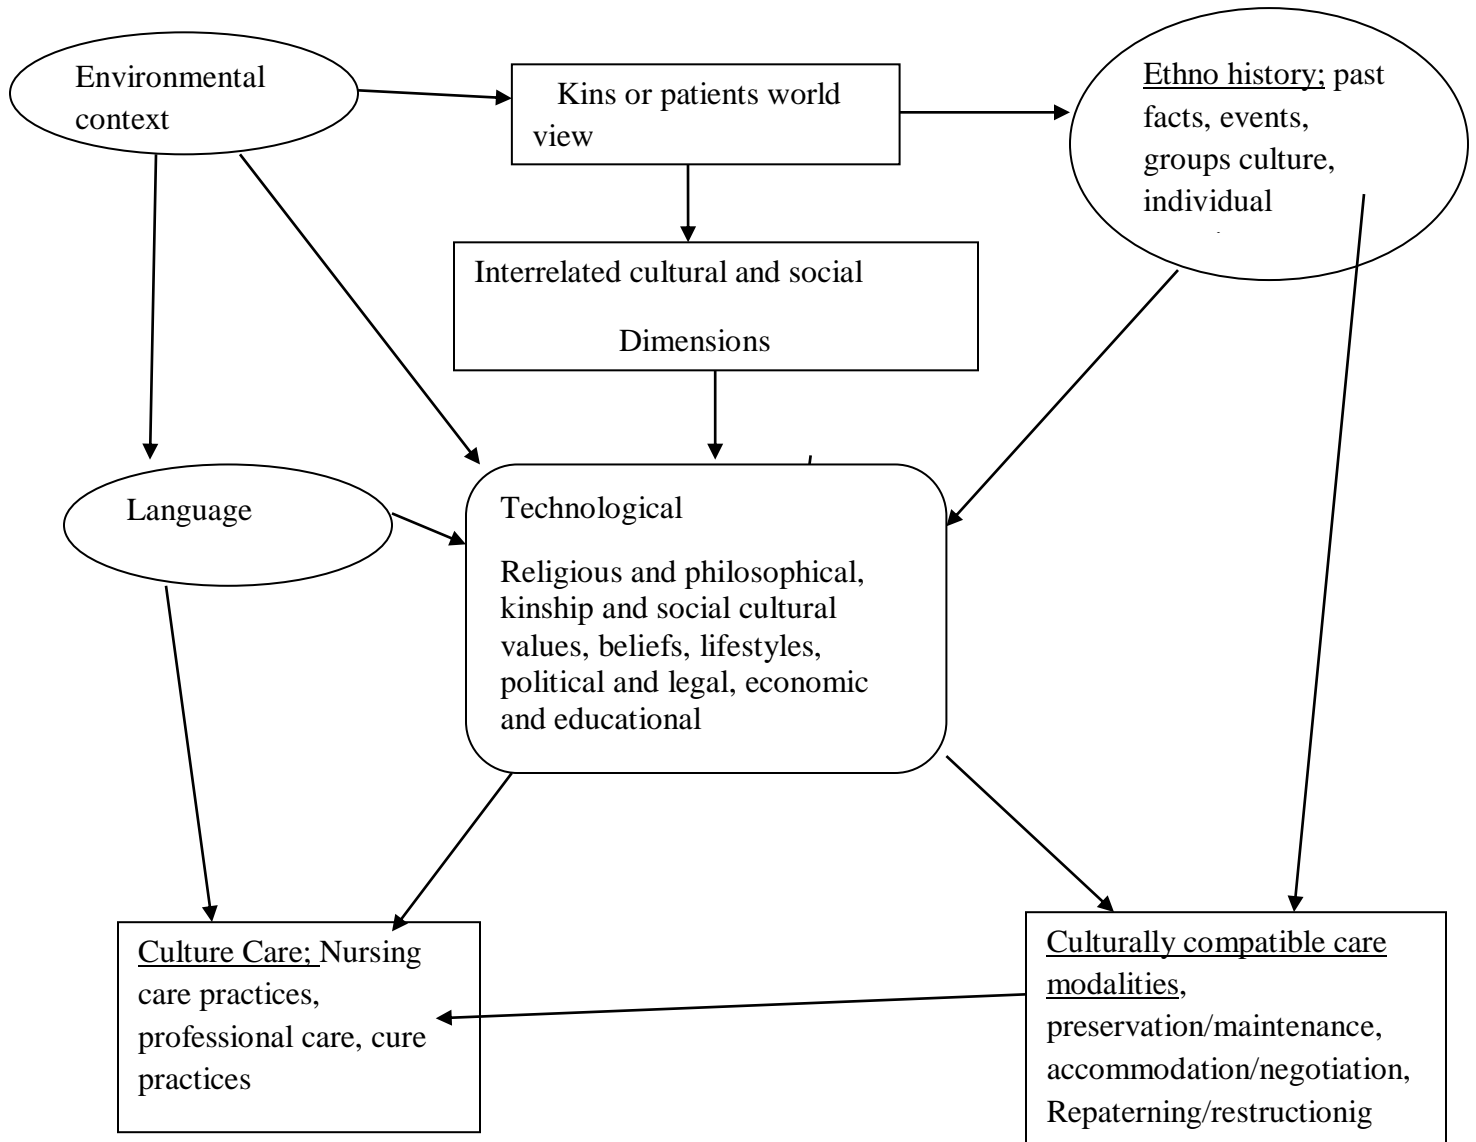 Environmental
context
Kins or patients world
view
Ethno history; past
facts, events,
groups culture,
individual
Interrelated cultural and social
Dimensions
Language
Technological
Religious and philosophical,
kinship and social cultural
values, beliefs, lifestyles,
political and legal, economic
and educational
Culture Care; Nursing
care practices,
professional care, cure
practices
Culturally compatible care
modalities,
preservation/maintenance,
accommodation/negotiation,
Repaterning/restructionig